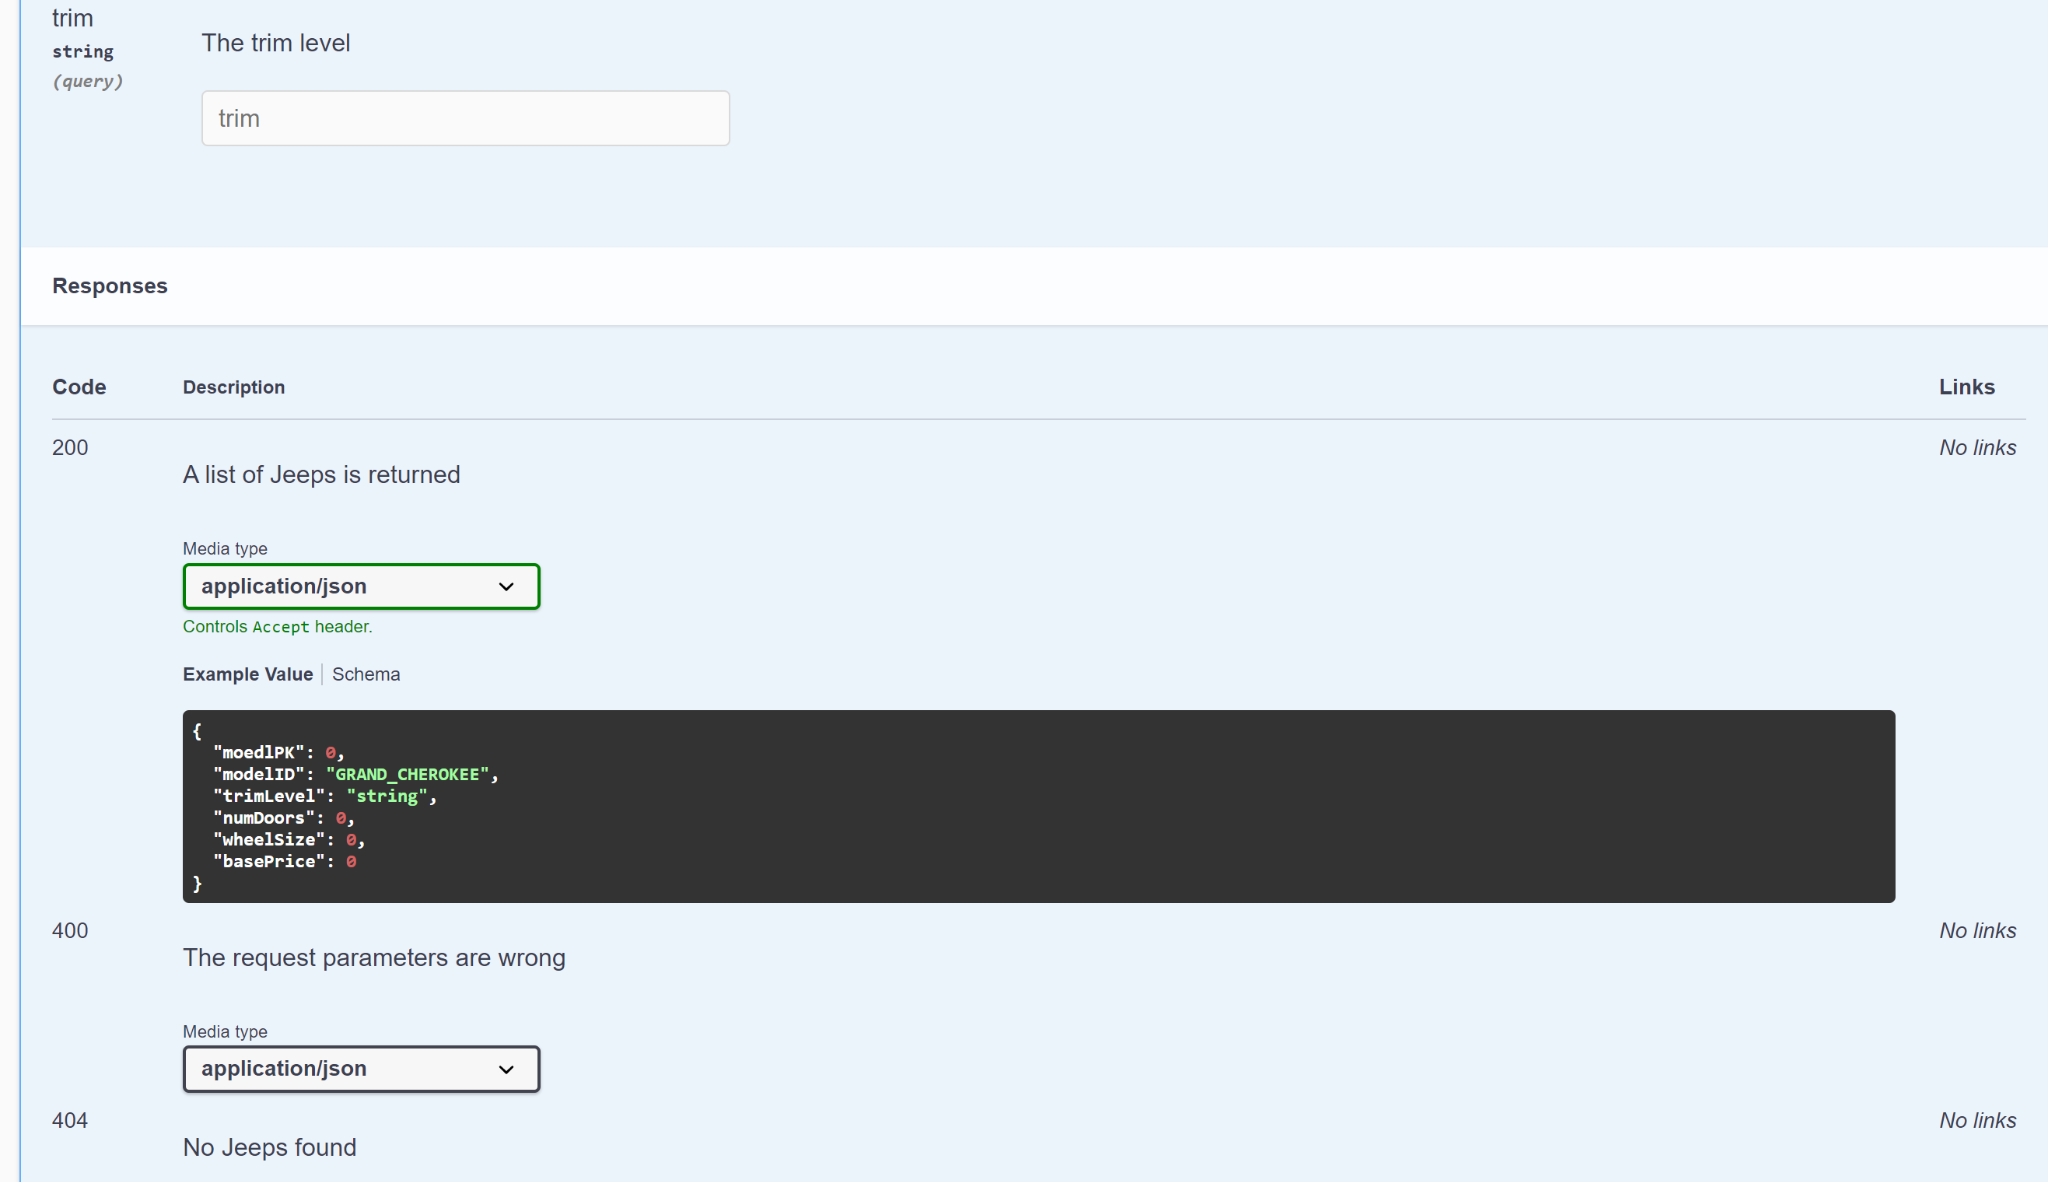 trim
string
(query)
The trim level
trim
Responses
Code Description Links
200 No links
A list of Jeeps is returned
Media type
application/json
Controls Accept header.
Example Value Schema
{
"moedlPK": 0,
"modelID": "GRAND_CHEROKEE",
"trimLevel": "string",
"numDoors": 0,
"wheelSize": 0,
"basePrice": 0
}
400 No links
The request parameters are wrong
Media type
application/json
404 No links
No Jeeps found